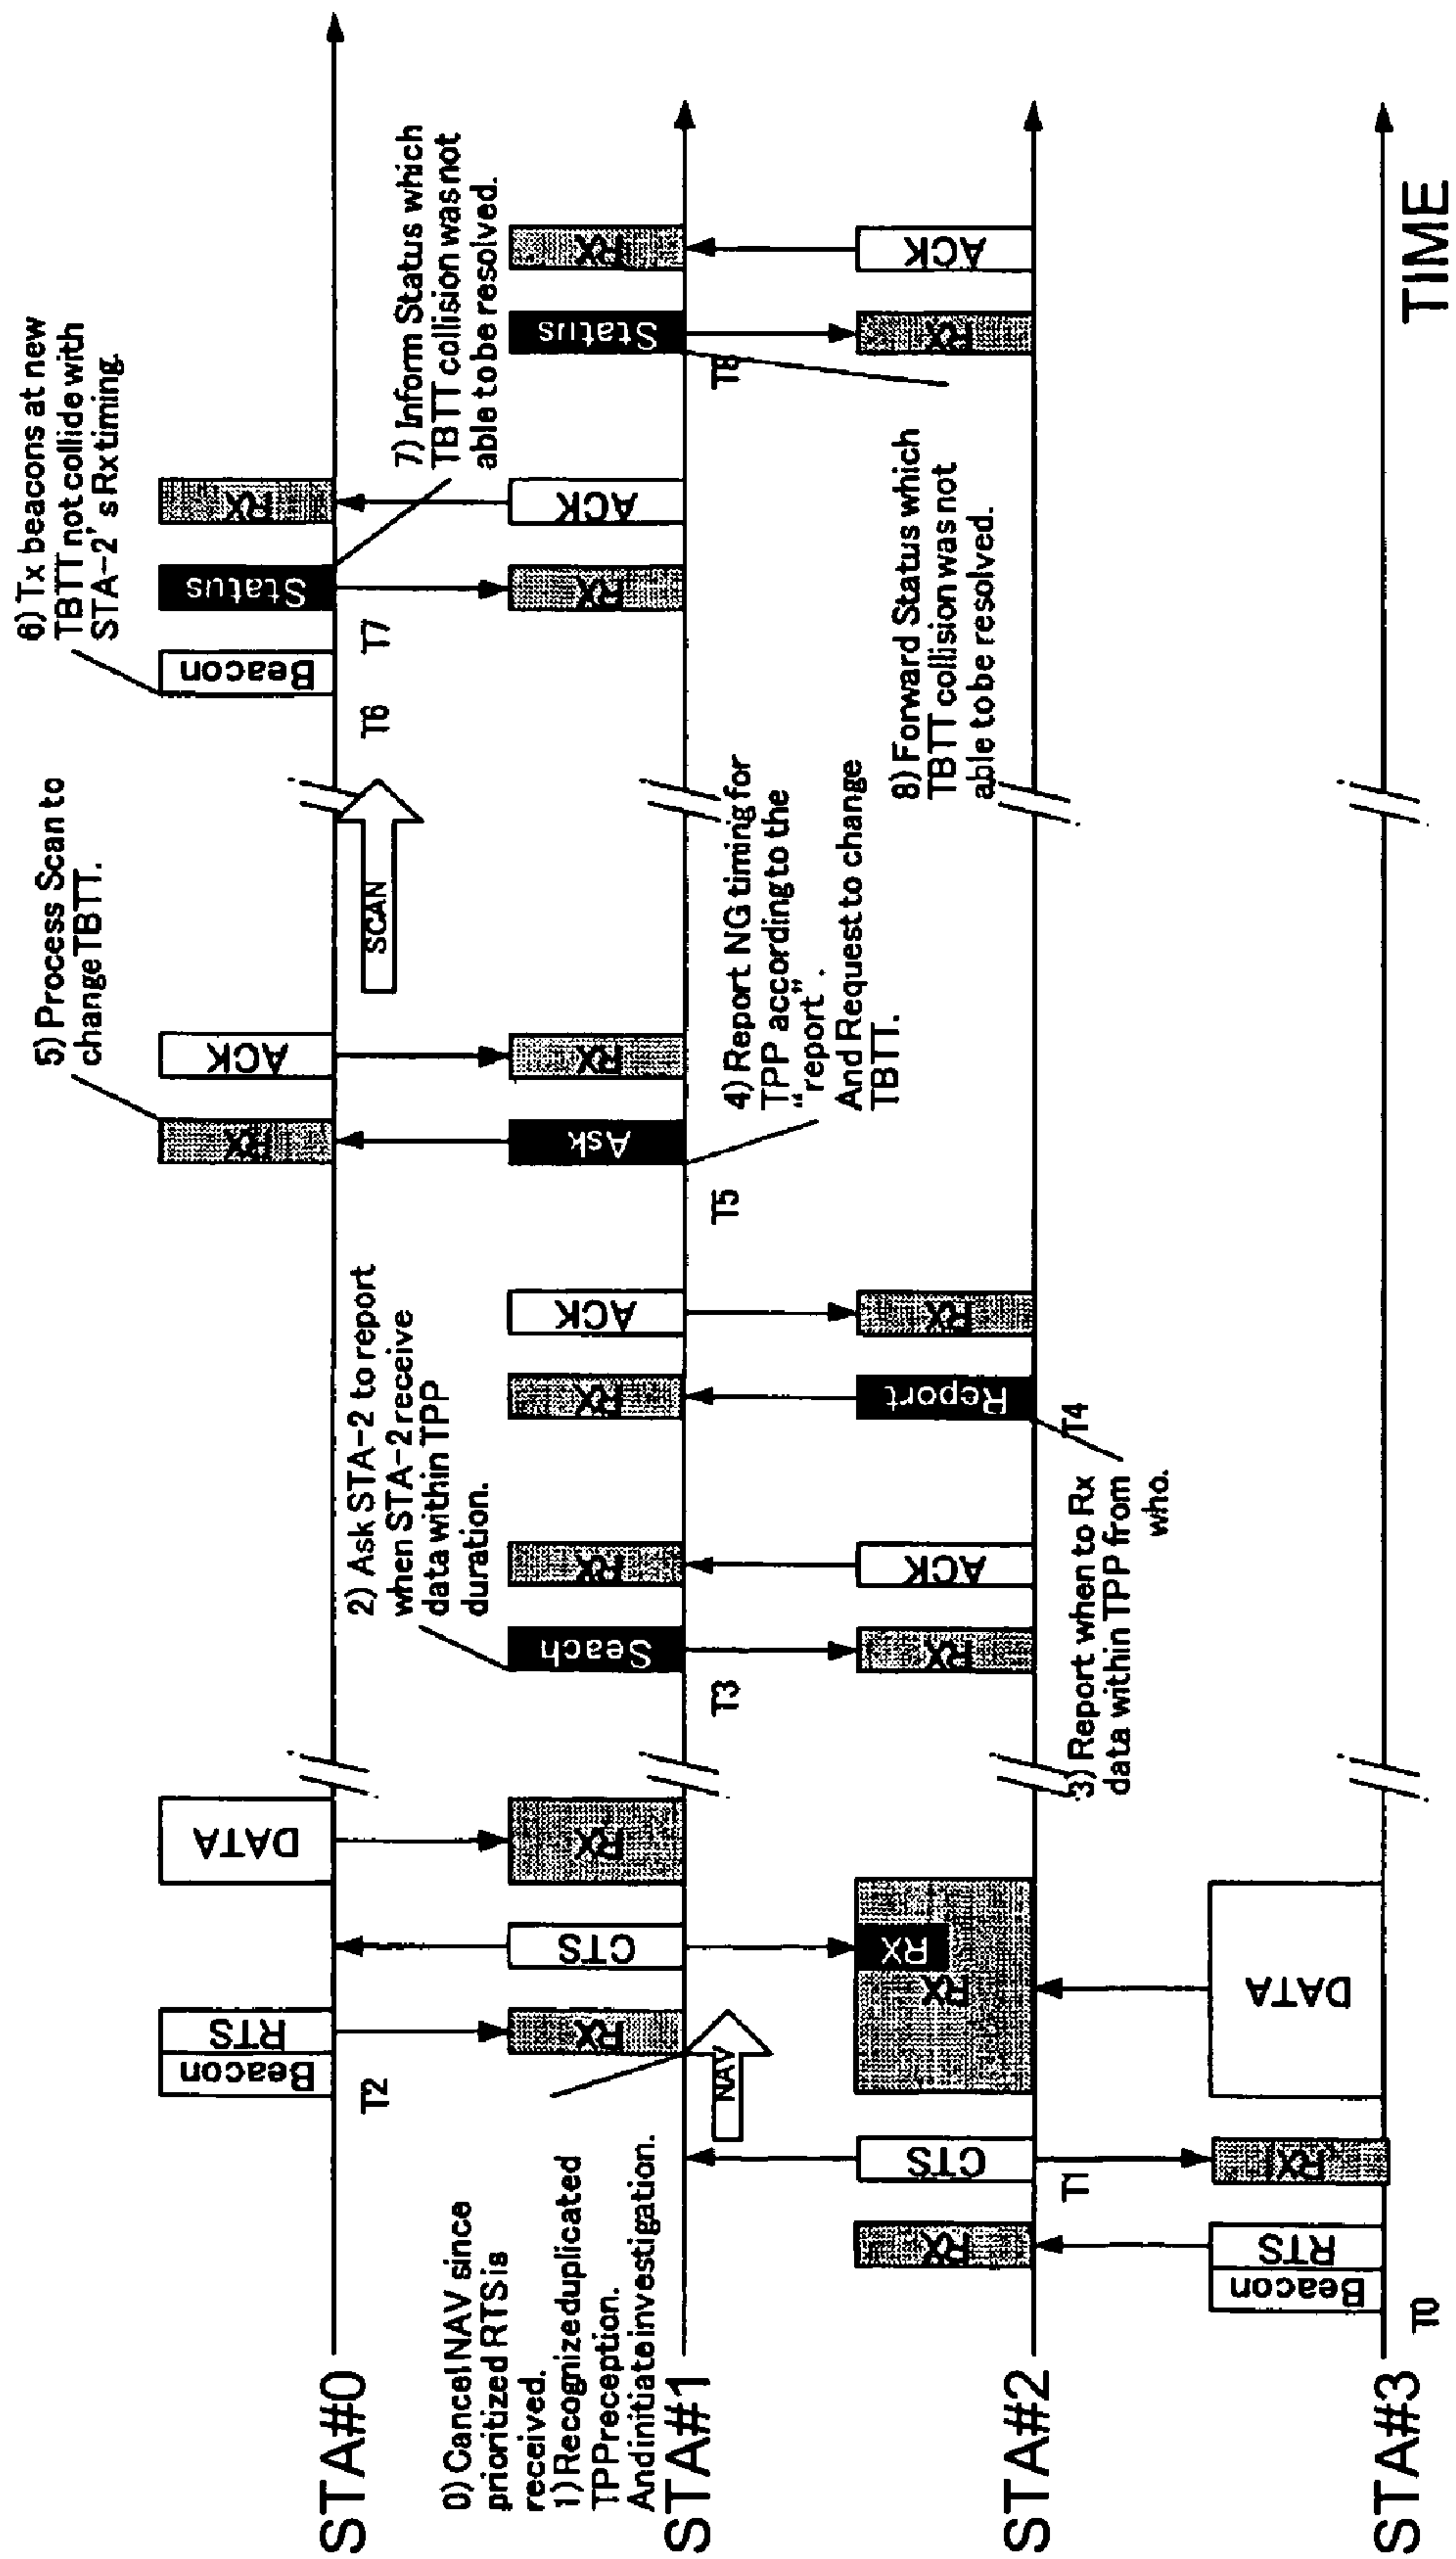 STA#0
STA#1
STA#2
STA#3
TIME
0) Cancel NAV since
prioritized RTS is
received.
1) Recognize duplicated
TPP reception.
And initiate investigation.
2) Ask STA-2 to report
when STA-2 receive
data within TPP
duration.
3) Report when to Rx
data within TPP from
who.
4) Report NG timing for
TPP according to the
"report".
And Request to change
TBTT.
5) Process Scan to
change TBTT.
6) Tx beacons at new
TBTT not collide with
STA-2's Rx timing.
7) Inform Status which
TBTT collision was not
able to be resolved.
8) Forward Status which
TBTT collision was not
able to be resolved.
Beacon
RTS
DATA
RX
ACK
Beacon
Status
RX
T2
SCAN
T6
T7
RX
CTS
RX
Seach
RX
RX
ACK
Ask
RX
RX
ACK
Status
RX
NAV
T3
T5
T8
RX
CTS
RX
RX
RX
ACK
Report
RX
RX
ACK
T1
T4
Beacon
RTS
RX
DATA
T0